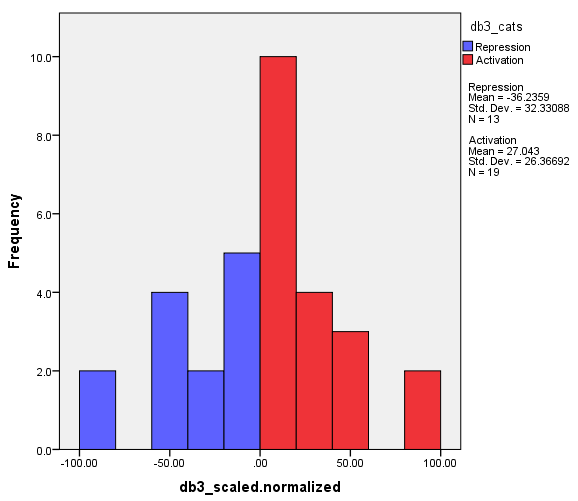 db3_cats
Repression
Activation
Repression
Mean = -36.2359
Std. Dev. = 32.33088
N = 13
Activation
Mean = 27.043
Std. Dev. = 26.36692
N = 19
Frequency
10.0
8.0
6.0
4.0
2.0
0.0
-100.00
-50.00
.00
50.00
100.00
db3_scaled.normalized